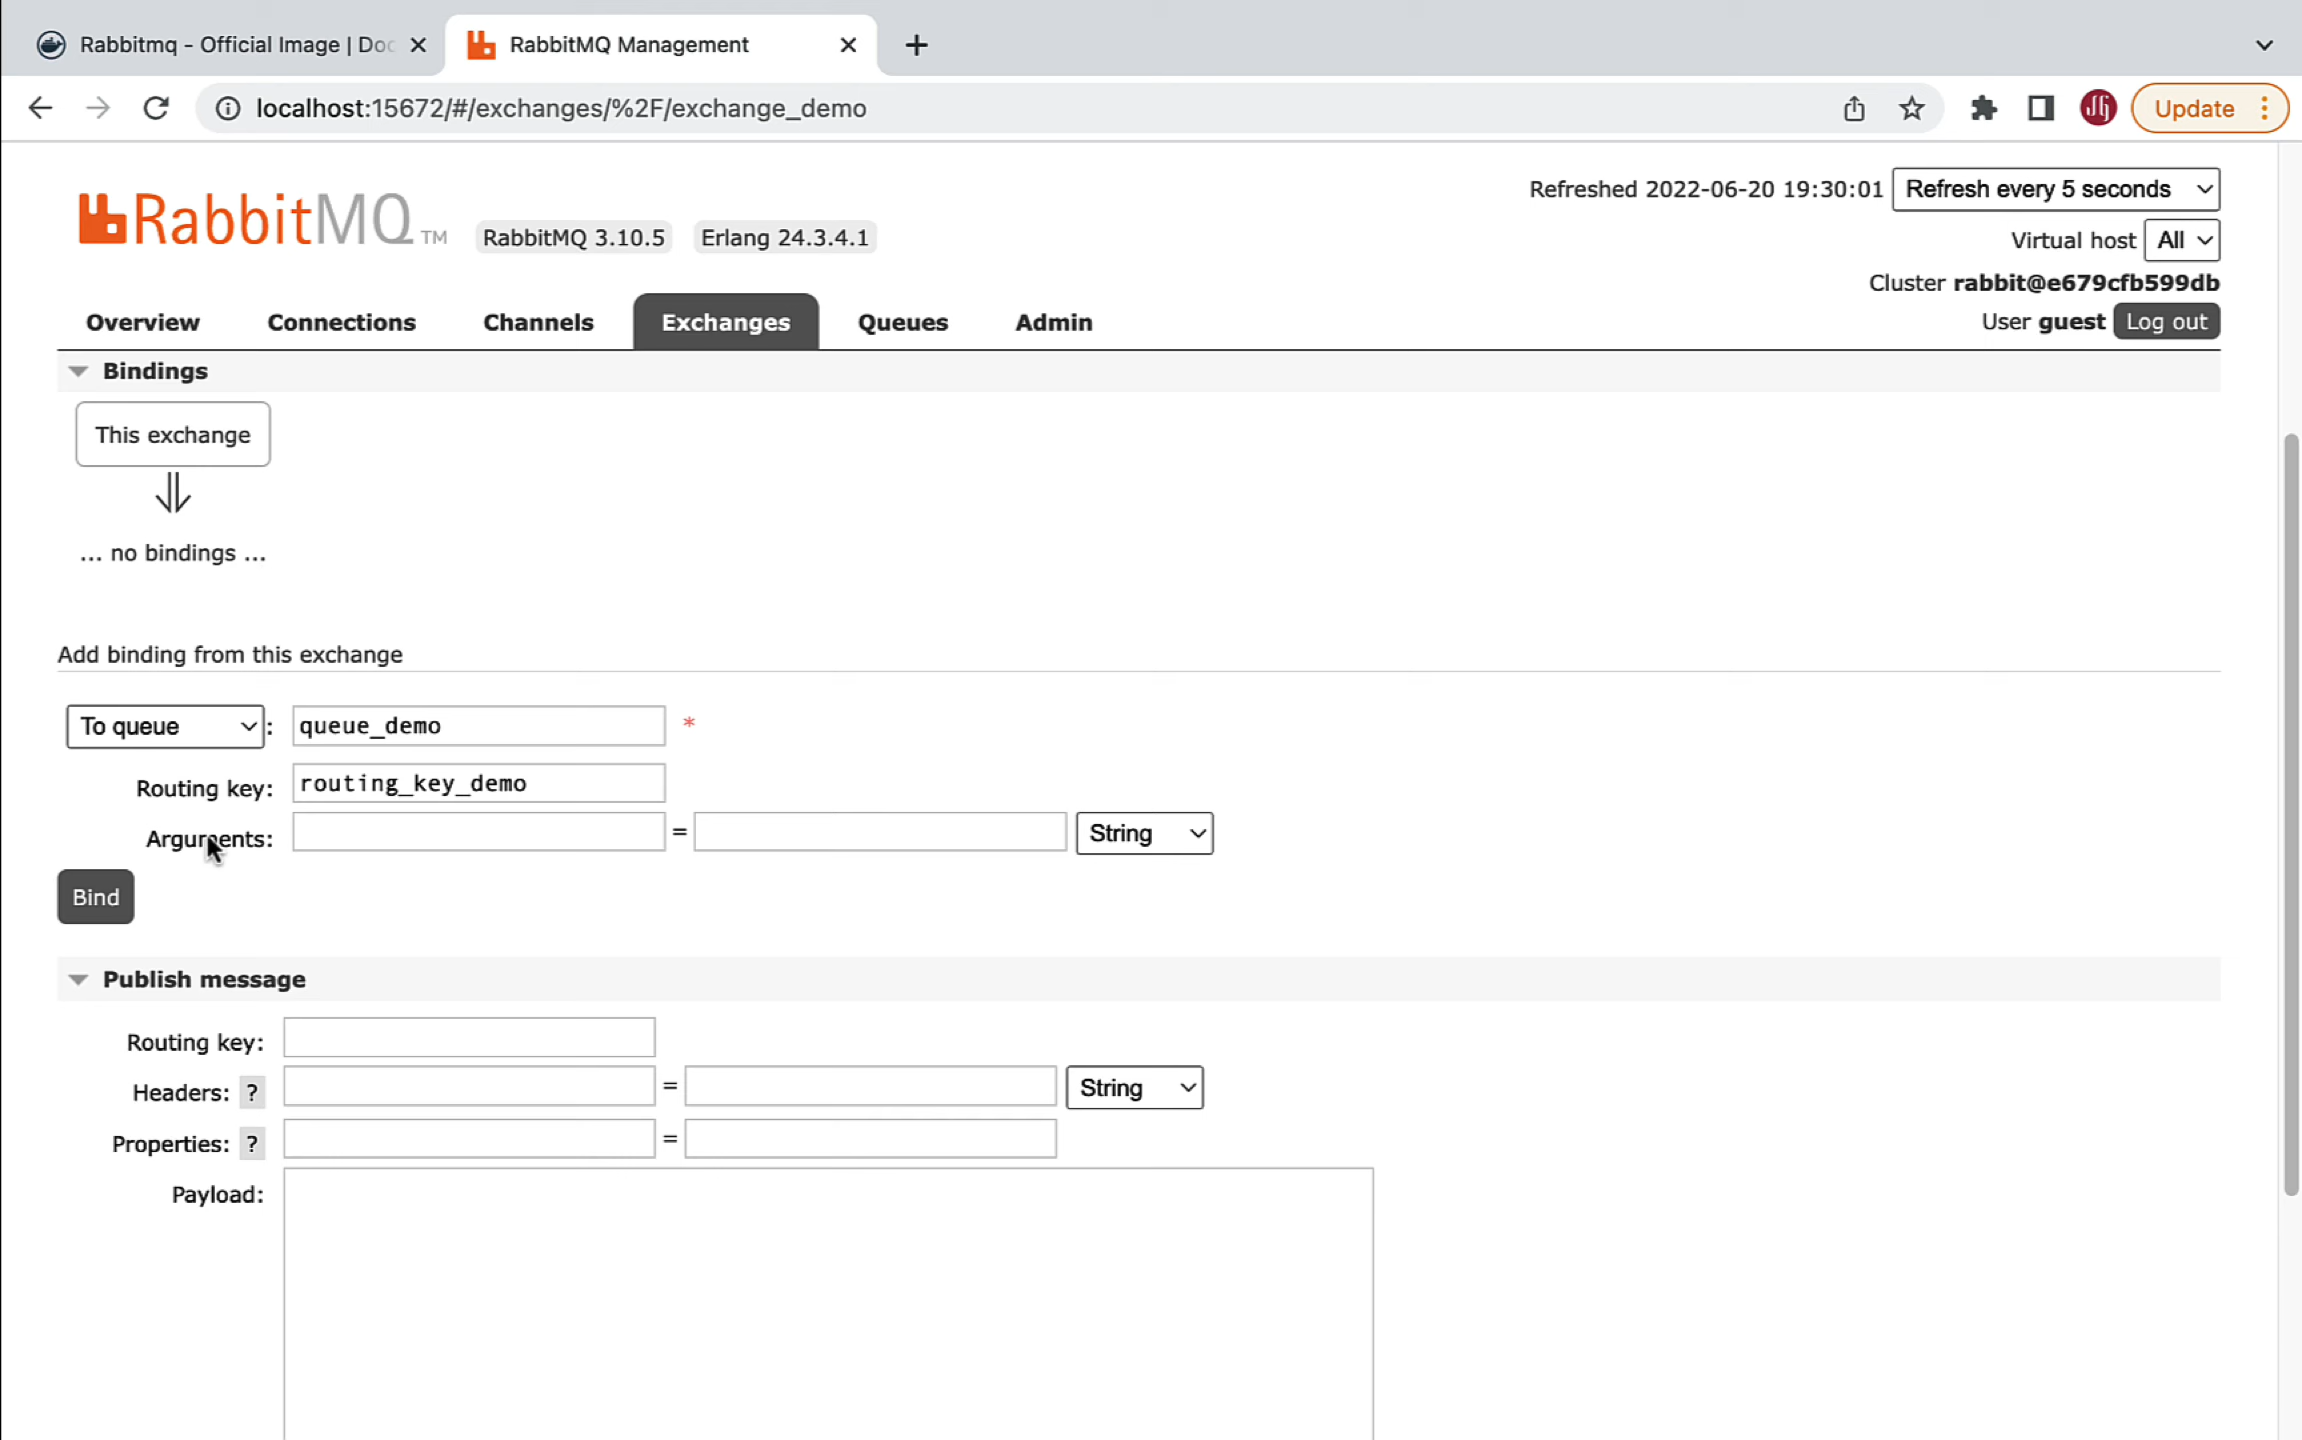 Rabbitmq - Official Image | Doc
RabbitMQ Management
localhost:15672/#/exchanges/%2F/exchange_demo
Update
RabbitMQ TM
RabbitMQ 3.10.5
Erlang 24.3.4.1
Refreshed 2022-06-20 19:30:01
Refresh every 5 seconds
Virtual host All
Cluster rabbit@e679cfb599db
User guest Log out
Overview
Connections
Channels
Exchanges
Queues
Admin
Bindings
This exchange
⇓
... no bindings ...
Add binding from this exchange
To queue : queue_demo *
Routing key: routing_key_demo
Arguments: = String
Bind
Publish message
Routing key:
Headers: ? = String
Properties: ? =
Payload: